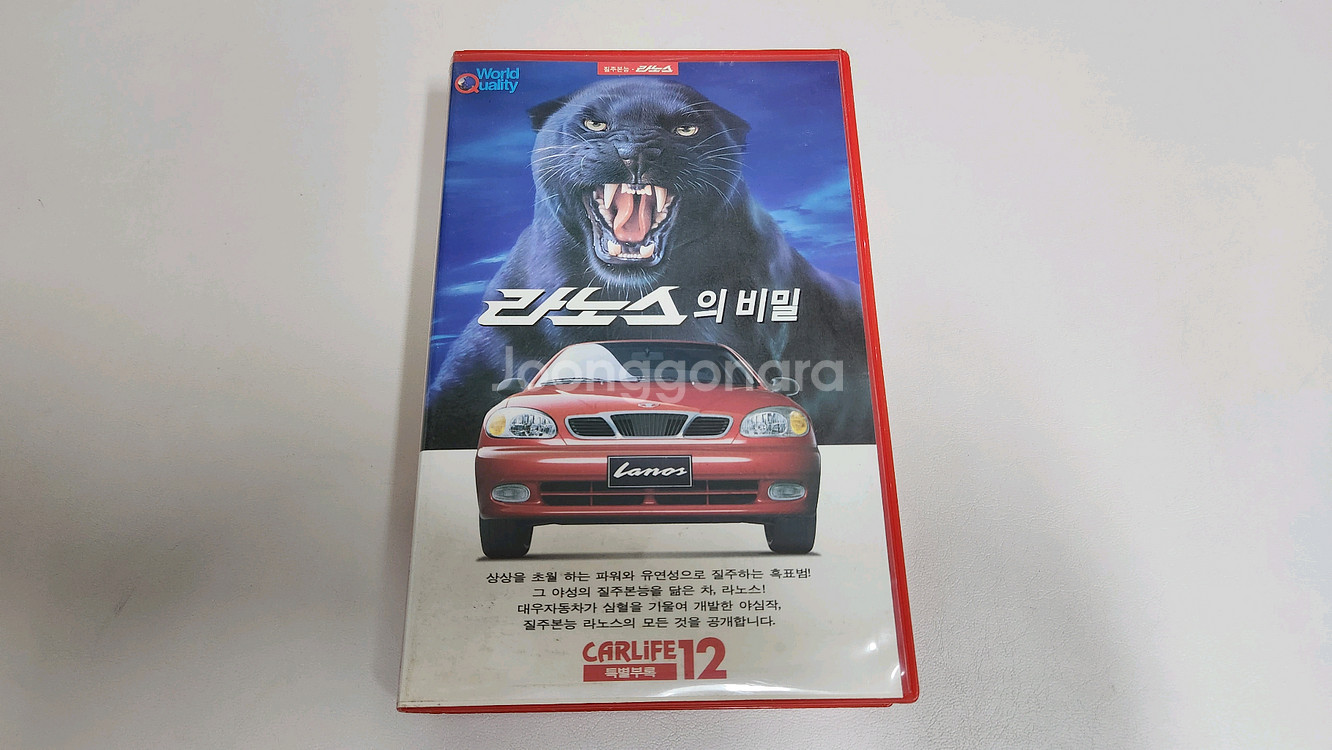 World
Quality
질주본능 - 라노스
라노스의 비밀
Joonggonara
Lanos
상상을 초월 하는 파워와 유연성으로 질주하는 흑표범!
그 야성의 질주본능을 닮은 차, 라노스!
대우자동차가 심혈을 기울여 개발한 야심작,
질주본능 라노스의 모든 것을 공개합니다.
CARLiFE 12
특별부록